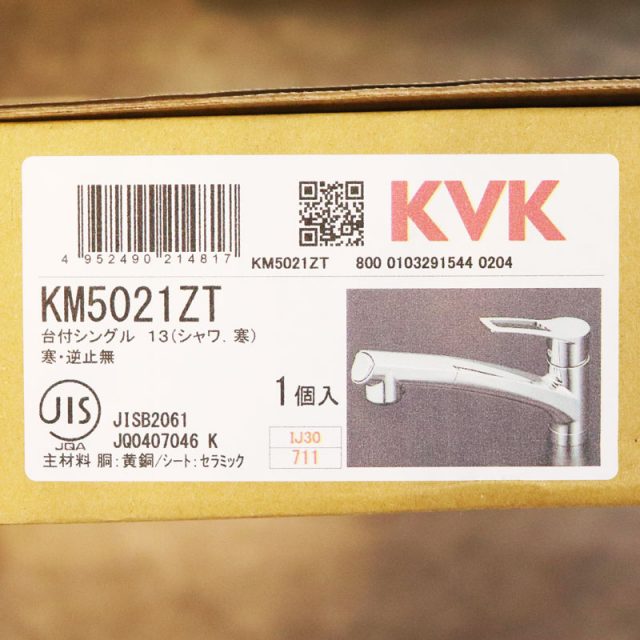 KVK
4 952490 214817
KM5021ZT 800 0103291544 0204
KM5021ZT
台付シングル 13(シャワ.寒)
寒・逆止無
1個入
JIS
JQA
JISB2061
JQ0407046 K
IJ30
711
主材料 胴:黄銅/シート:セラミック